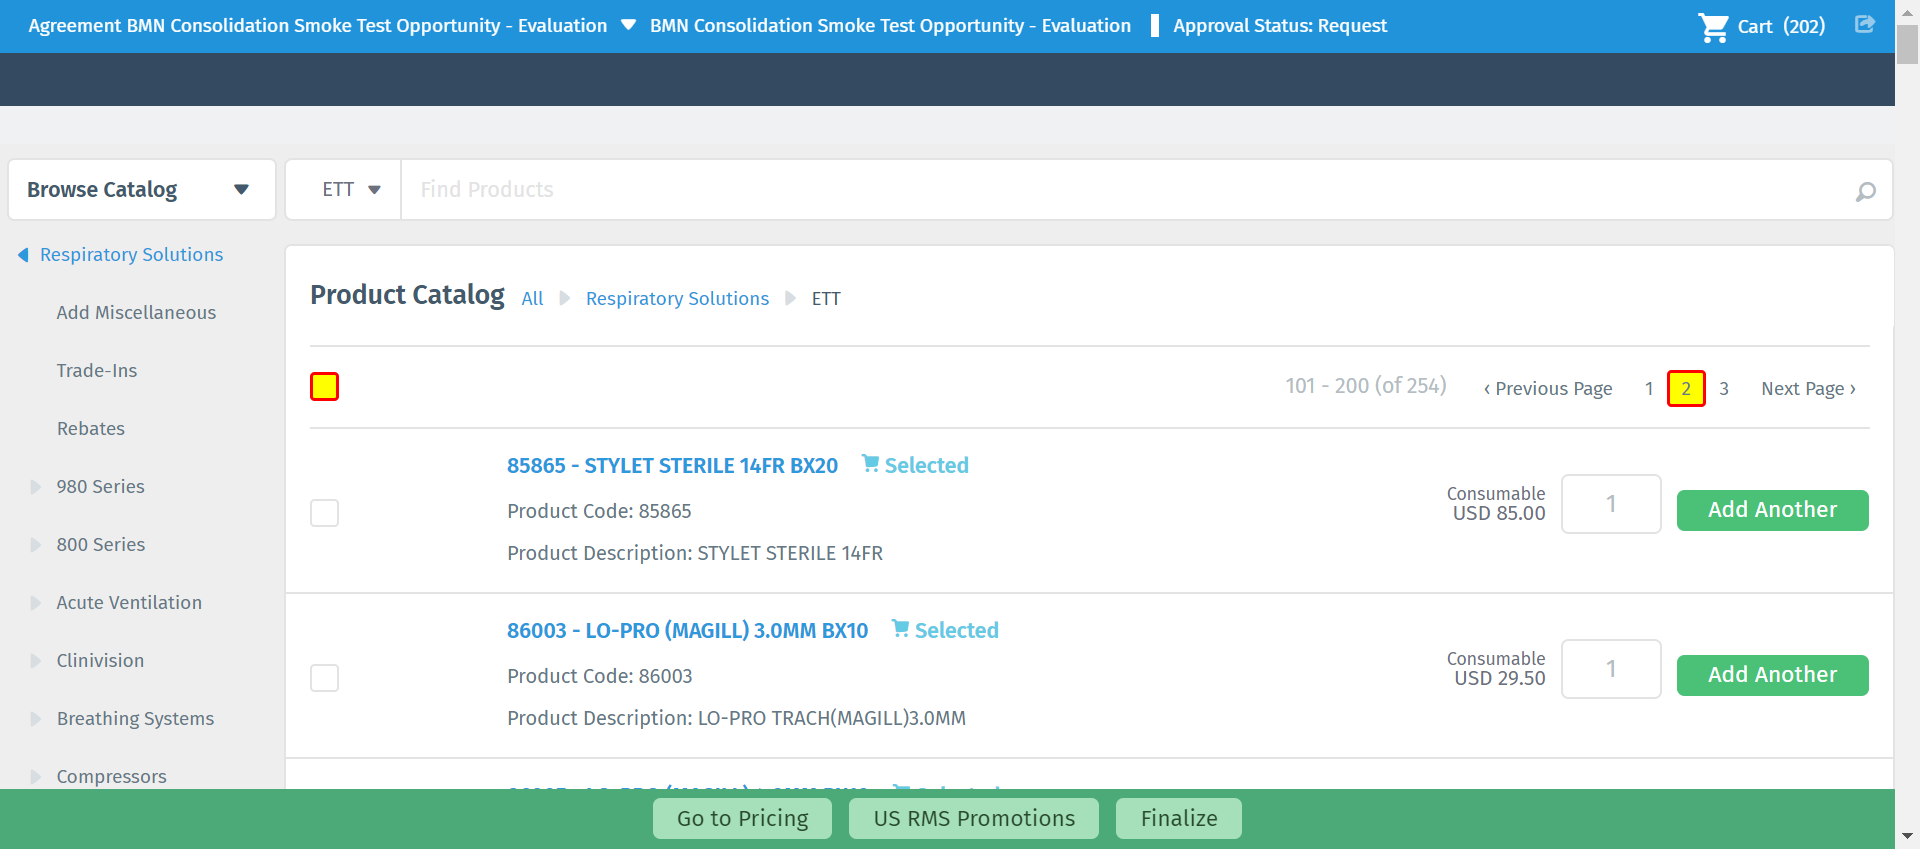 Agreement BMN Consolidation Smoke Test Opportunity - Evaluation BMN Consolidation Smoke Test Opportunity - Evaluation Approval Status: Request Cart (202)
Browse Catalog ETT Find Products
Respiratory Solutions
Add Miscellaneous
Trade-Ins
Rebates
980 Series
800 Series
Acute Ventilation
Clinivision
Breathing Systems
Compressors
Product Catalog All Respiratory Solutions ETT
101 - 200 (of 254) ‹ Previous Page 1 2 3 Next Page ›
85865 - STYLET STERILE 14FR BX20 Selected
Product Code: 85865
Product Description: STYLET STERILE 14FR
Consumable
USD 85.00
1
Add Another
86003 - LO-PRO (MAGILL) 3.0MM BX10 Selected
Product Code: 86003
Product Description: LO-PRO TRACH(MAGILL)3.0MM
Consumable
USD 29.50
1
Add Another
Go to Pricing US RMS Promotions Finalize